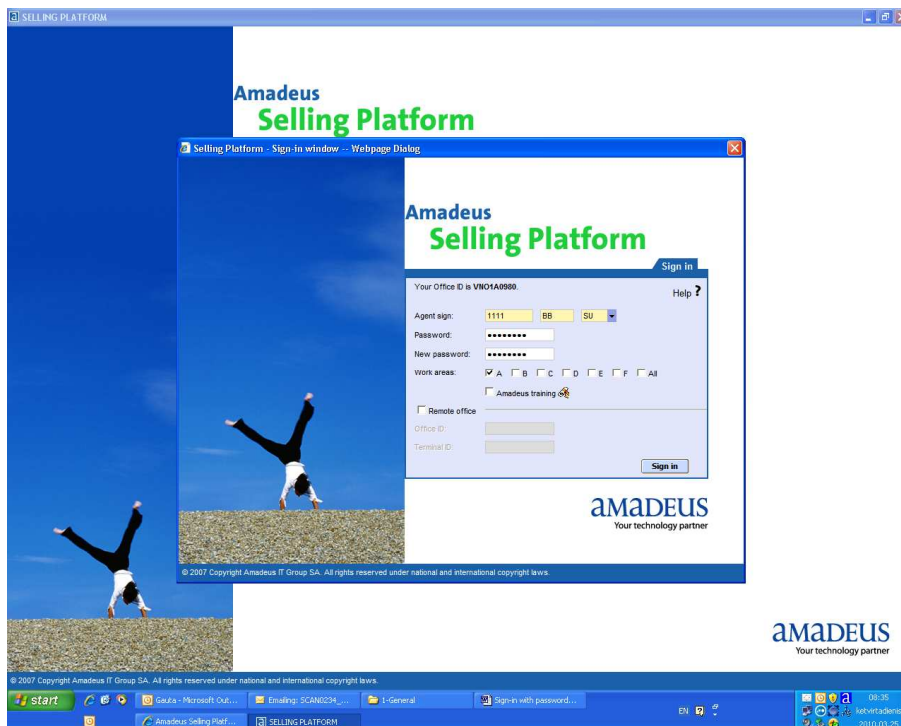 SELLING PLATFORM
Amadeus
Selling Platform
Selling Platform - Sign-in window -- Webpage Dialog
Amadeus
Selling Platform
Sign in
Your Office ID is VNO1A0980.
Help ?
Agent sign: 1111 BB SU
Password: ••••••••
New password: ••••••••
Work areas: A B C D E F All
Amadeus training
Remote office
Office ID:
Terminal ID:
Sign in
amadeus
Your technology partner
© 2007 Copyright Amadeus IT Group SA. All rights reserved under national and international copyright laws.
amadeus
Your technology partner
© 2007 Copyright Amadeus IT Group SA. All rights reserved under national and international copyright laws.
start
Gauta - Microsoft Out...
Emailing: SCAN0234_...
1-General
Sign-in with password...
EN
08:35
Amadeus Selling Platf...
SELLING PLATFORM
ketvirtadienis
2010.03.25